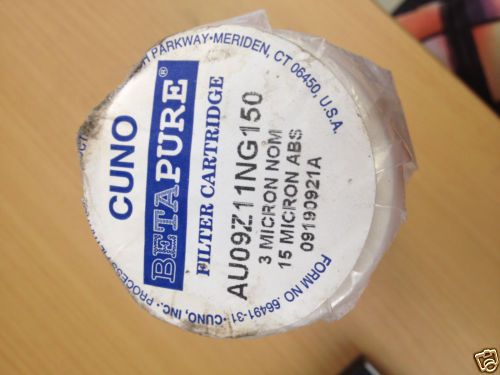 PARKWAY•MERIDEN, CT 06450, U.S.A.
CUNO
BETAPURE®
FILTER CARTRIDGE
AU09Z11NG150
3 MICRON NOM
15 MICRON ABS
09190921A
FORM NO. 66491-31•CUNO, INC.•
ebay